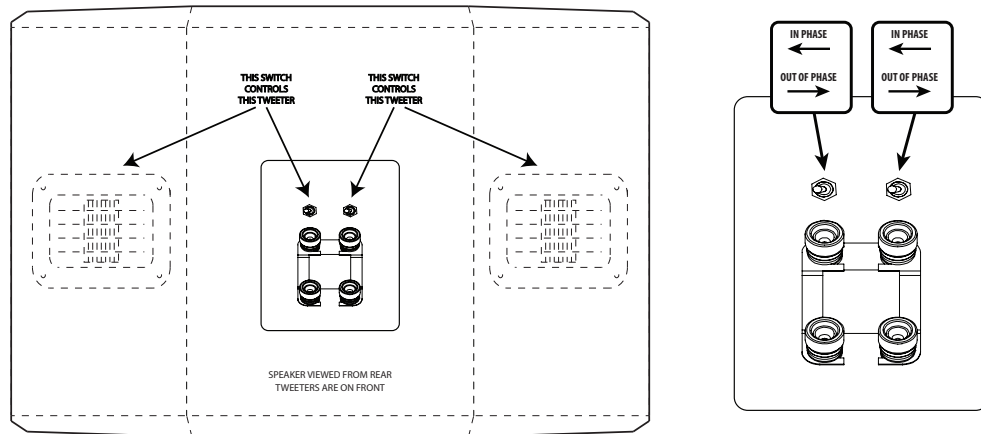 THIS SWITCH
CONTROLS
THIS TWEETER
THIS SWITCH
CONTROLS
THIS TWEETER
SPEAKER VIEWED FROM REAR
TWEETERS ARE ON FRONT
IN PHASE
OUT OF PHASE
IN PHASE
OUT OF PHASE